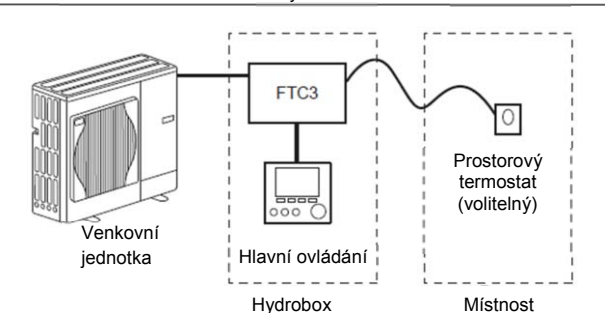 FTC3
Prostorový
termostat
(volitelný)
Venkovní
jednotka
Hlavní ovládání
Hydrobox
Místnost